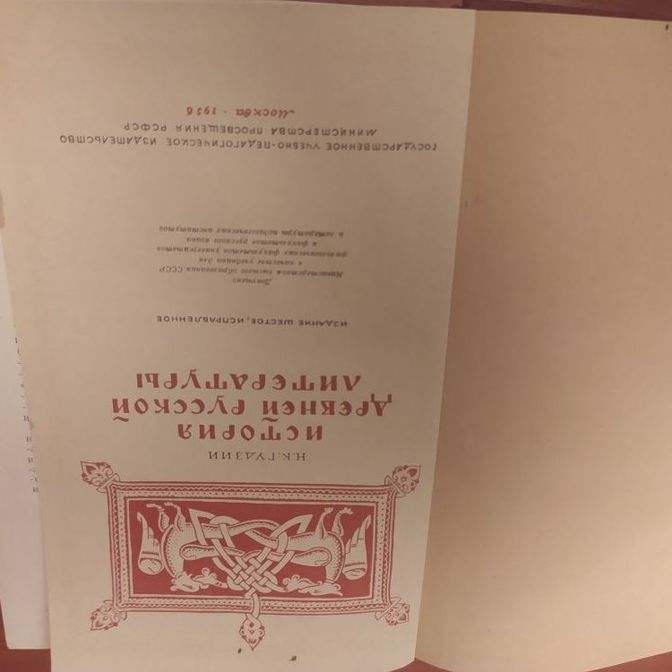 Н.К.ГУДЗИЙ
ИСТОРИЯ
ДРЕВНЕЙ РУССКОЙ
ЛИТЕРАТУРЫ
ИЗДАНИЕ ШЕСТОЕ, ИСПРАВЛЕННОЕ
Допущено
Министерством высшего образования СССР
в качестве учебника для
филологических факультетов университетов
и факультетов русского языка
и литературы педагогических институтов
ГОСУДАРСТВЕННОЕ УЧЕБНО-ПЕДАГОГИЧЕСКОЕ ИЗДАТЕЛЬСТВО
МИНИСТЕРСТВА ПРОСВЕЩЕНИЯ РСФСР
Москва · 1956